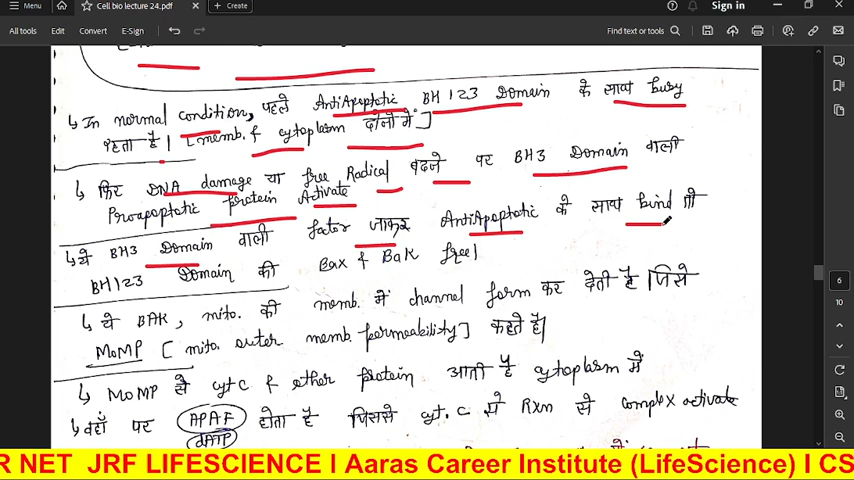 Menu
Cell bio lecture 24.pdf
Create
Sign in
All tools Edit Convert E-Sign
Find text or tools
↳ In normal condition, पहले AntiApoptotic BH 123 Domain के साथ busy
रहता है | [memb. & cytoplasm दोनो में]
↳ फिर DNA damage या free Radical बढ़ने पर BH3 Domain वाली
Proapoptotic protein Activate
↳ ये BH3 Domain वाली factor जाकर AntiApoptotic के साथ bind तो
BH123 Domain की Bax & Bak free|
↳ ये BAK, mito. की memb. में channel form कर देती है |जिसे
MoMP [mito. outer memb. permeability] कहते हैं|
↳ MoMP से cyt C & other protein आती है cytoplasm में
↳ वहाँ पर APAF होता है जिससे cyt. C से Rxn से complex activate
dATP
6
39
R NET JRF LIFESCIENCE I Aaras Career Institute (LifeScience) I CS